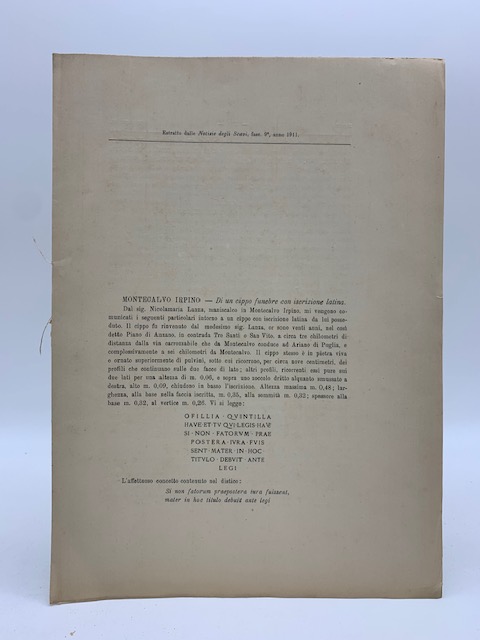 Estratto dalle Notizie degli Scavi, fasc. 9°, anno 1911.
MONTECALVO IRPINO — Di un cippo funebre con iscrizione latina.
Dal sig. Nicolamaria Lanza, maniscalco in Montecalvo Irpino, mi vengono co-
municati i seguenti particolari intorno a un cippo con iscrizione latina da lui posse-
duto. Il cippo fu rinvenuto dal medesimo sig. Lanza, or sono venti anni, nel così
detto Piano di Anzano, in contrada Tre Santi e San Vito, a circa tre chilometri di
distanza dalla via carrozzabile che da Montecalvo conduce ad Ariano di Puglia, e
complessivamente a sei chilometri da Montecalvo. Il cippo stesso è in pietra viva
e ornato superiormente di pulvini, sotto cui ricorrono, per circa nove centimetri, dei
profili che continuano sulle due facce di lato; altri profili, ricorrenti essi pure sui
due lati per una altezza di m. 0,06, e sopra uno zoccolo dritto alquanto smussato a
destra, alto m. 0,09, chiudono in basso l'iscrizione. Altezza massima m. 0,48; lar-
ghezza, alla base nella faccia iscritta, m. 0,35, alla sommità m. 0,32; spessore alla
base m. 0,32, al vertice m. 0,26. Vi si legge:
OFILLIA · QVINTILLA
HAVE · ET TV QVI LEGIS HAVE
SI · NON · FATORVM · PRAE
POSTERA · IVRA · FVIS
SENT · MATER · IN · HOC
TITVLO · DEBVIT · ANTE
LEGI
L'affettuoso concetto contenuto nel distico:
Si non fatorum praepostera iura fuissent,
mater in hoc titulo debuit ante legi